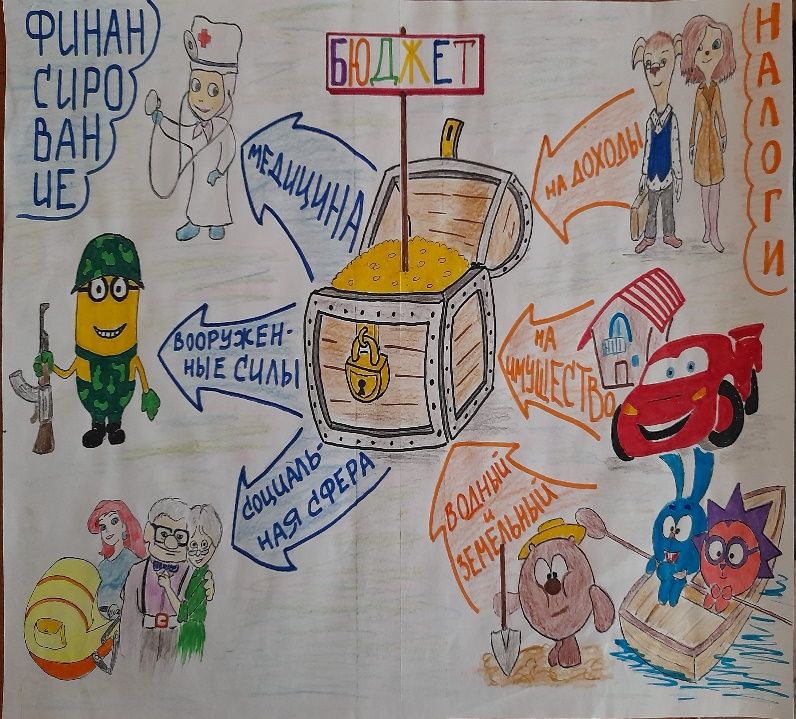 ФИНАН
СИРО
ВАН
ИЕ
БЮДЖЕТ
НАЛОГИ
МЕДИЦИНА
НА ДОХОДЫ
ВООРУЖЕН-
НЫЕ СИЛЫ
НА
ИМУЩЕСТВО
СОЦИАЛЬ-
НАЯ СФЕРА
ВОДНЫЙ
И
ЗЕМЕЛЬНЫЙ